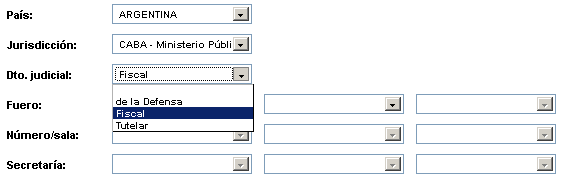 País: ARGENTINA
Jurisdicción: CABA - Ministerio Públi
Dto. judicial: Fiscal
de la Defensa
Fuero: Fiscal
Tutelar
Número/sala:
Secretaría: